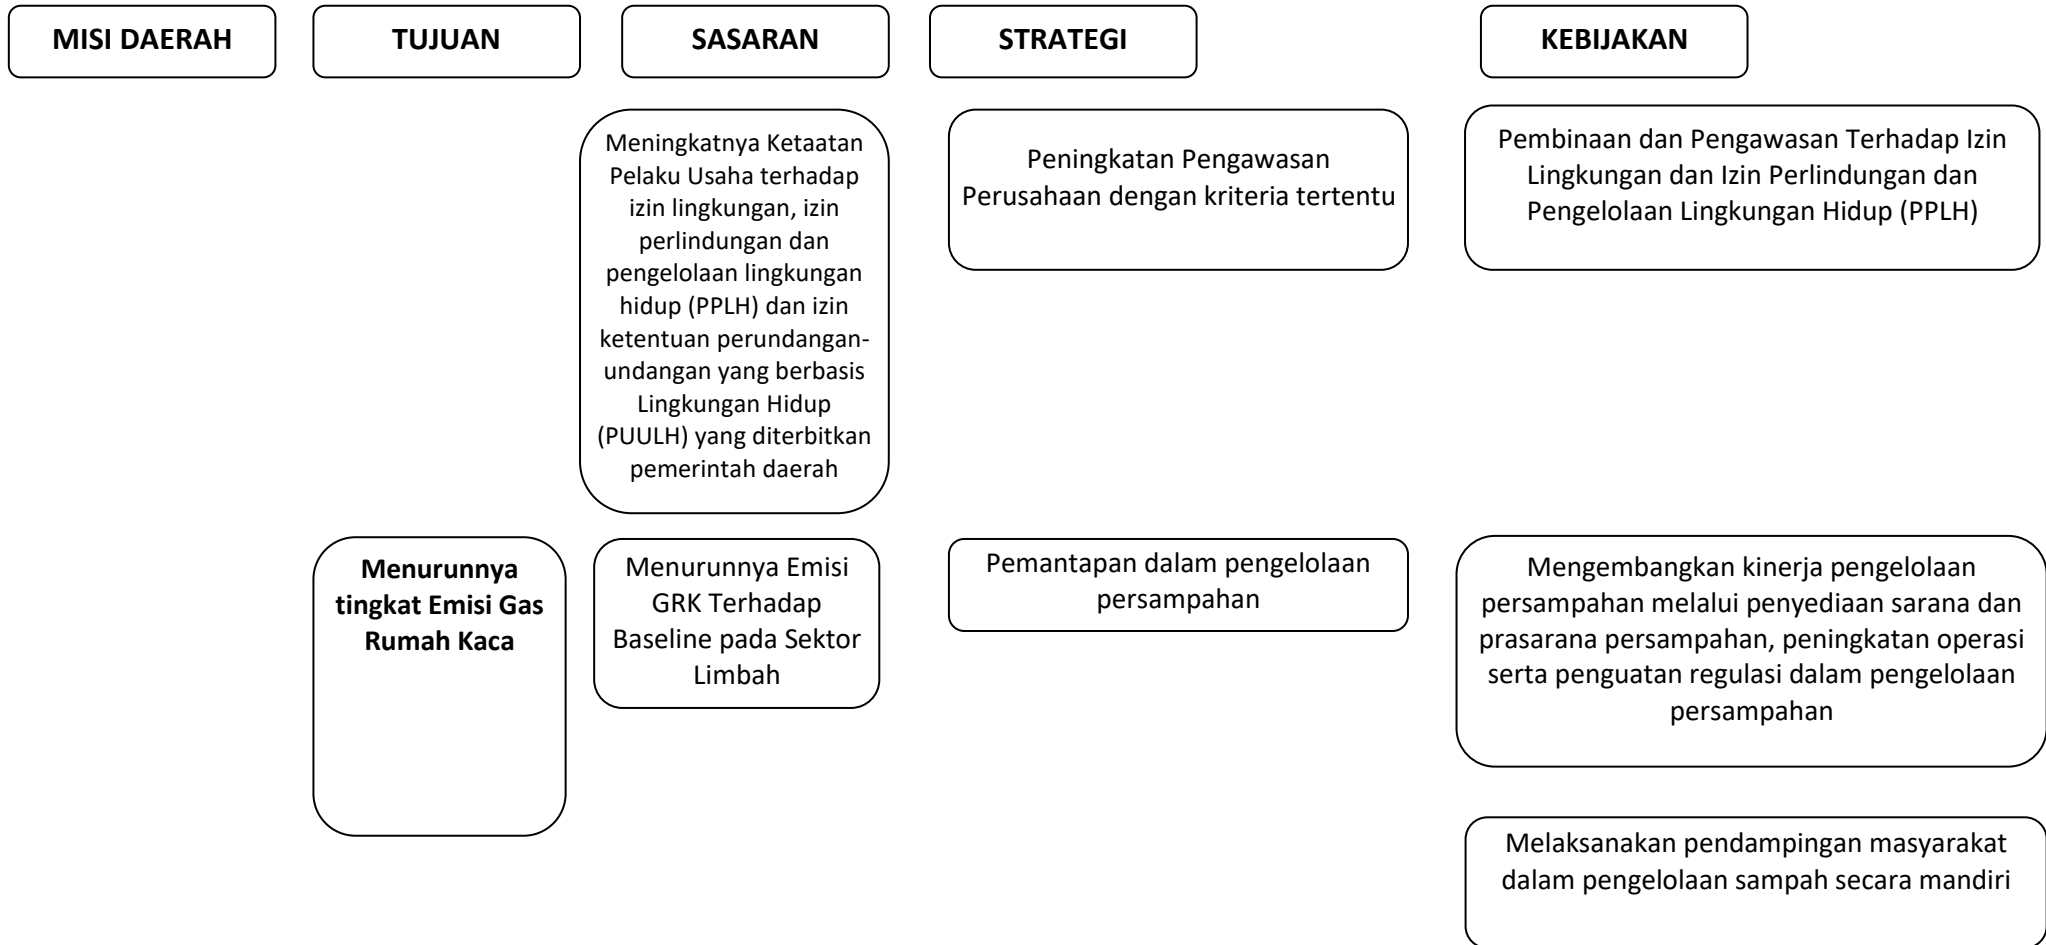 MISI DAERAH
TUJUAN
SASARAN
STRATEGI
KEBIJAKAN
Meningkatnya Ketaatan
Pelaku Usaha terhadap
izin lingkungan, izin
perlindungan dan
pengelolaan lingkungan
hidup (PPLH) dan izin
ketentuan perundangan-
undangan yang berbasis
Lingkungan Hidup
(PUULH) yang diterbitkan
pemerintah daerah
Peningkatan Pengawasan
Perusahaan dengan kriteria tertentu
Pembinaan dan Pengawasan Terhadap Izin
Lingkungan dan Izin Perlindungan dan
Pengelolaan Lingkungan Hidup (PPLH)
Menurunnya
tingkat Emisi Gas
Rumah Kaca
Menurunnya Emisi
GRK Terhadap
Baseline pada Sektor
Limbah
Pemantapan dalam pengelolaan
persampahan
Mengembangkan kinerja pengelolaan
persampahan melalui penyediaan sarana dan
prasarana persampahan, peningkatan operasi
serta penguatan regulasi dalam pengelolaan
persampahan
Melaksanakan pendampingan masyarakat
dalam pengelolaan sampah secara mandiri